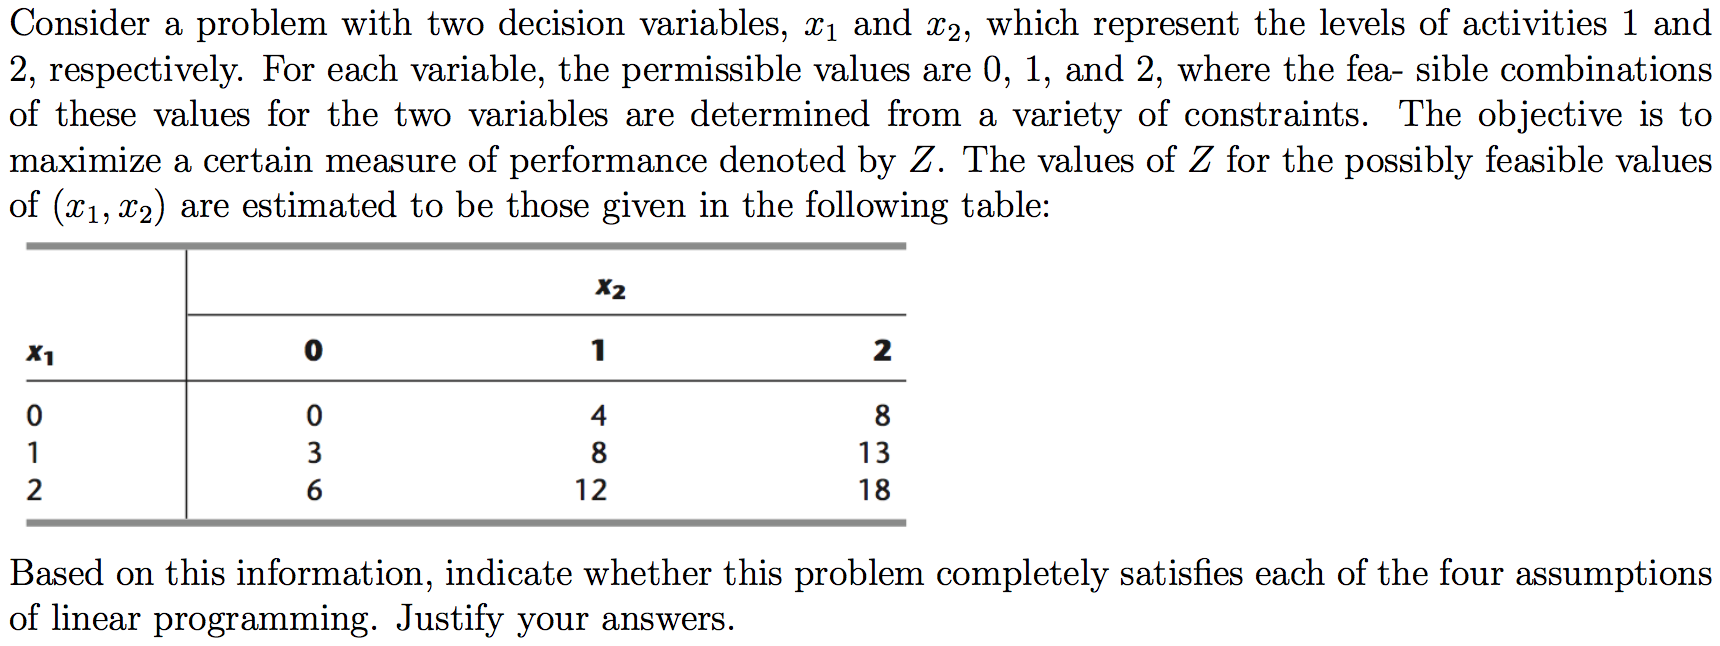 Consider a problem with two decision variables, x₁ and x₂, which represent the levels of activities 1 and
2, respectively. For each variable, the permissible values are 0, 1, and 2, where the fea- sible combinations
of these values for the two variables are determined from a variety of constraints. The objective is to
maximize a certain measure of performance denoted by Z. The values of Z for the possibly feasible values
of (x₁, x₂) are estimated to be those given in the following table:
x₂
x₁ 0 1 2
0 0 4 8
1 3 8 13
2 6 12 18
Based on this information, indicate whether this problem completely satisfies each of the four assumptions
of linear programming. Justify your answers.